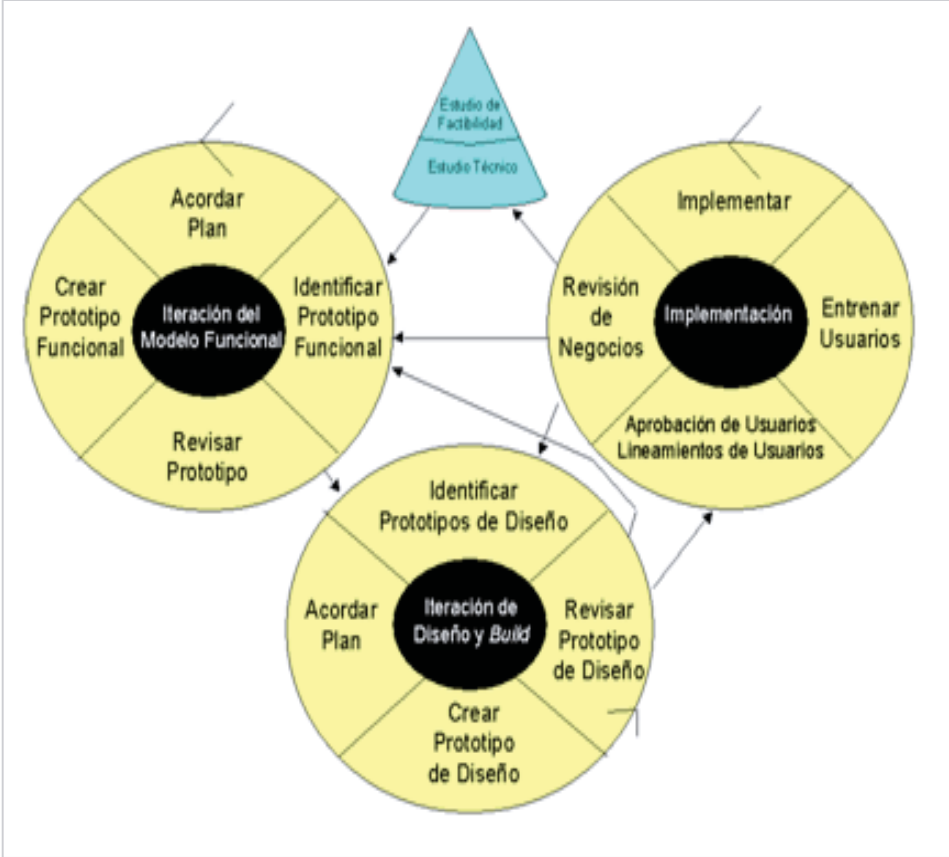 Estudio de
Factibilidad
Estudio Técnico
Acordar
Plan
Crear
Prototipo
Funcional
Iteración del
Modelo Funcional
Identificar
Prototipo
Funcional
Revisar
Prototipo
Implementar
Revisión
de
Negocios
Implementación
Entrenar
Usuarios
Aprobación de Usuarios
Lineamientos de Usuarios
Identificar
Prototipos de Diseño
Acordar
Plan
Iteración de
Diseño y Build
Revisar
Prototipo
de Diseño
Crear
Prototipo
de Diseño